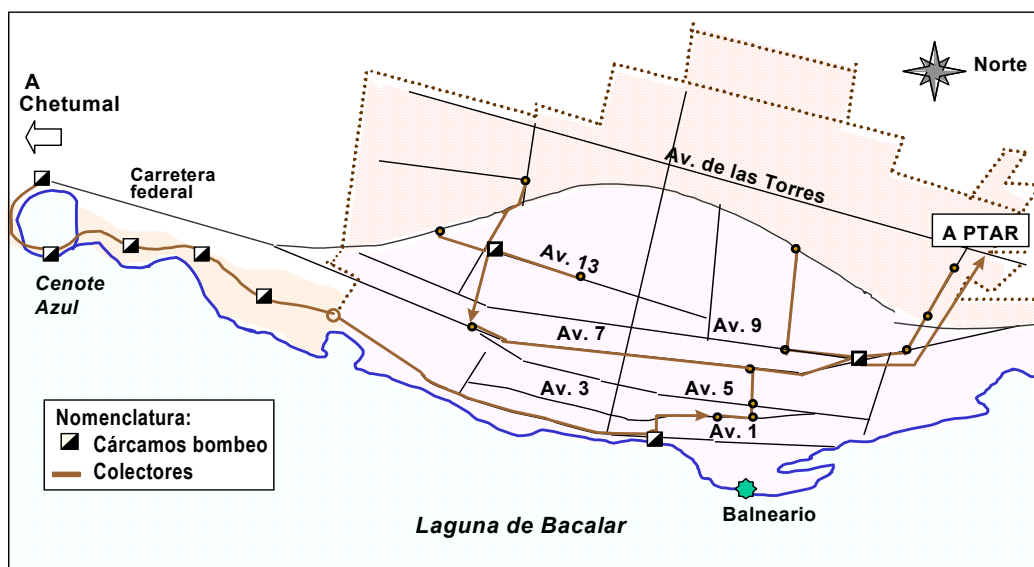 Norte
A
Chetumal
Carretera
federal
Av. de las Torres
A PTAR
Cenote
Azul
Av. 13
Av. 7
Av. 9
Av. 3
Av. 5
Av. 1
Nomenclatura:
Cárcamos bombeo
Colectores
Balneario
Laguna de Bacalar